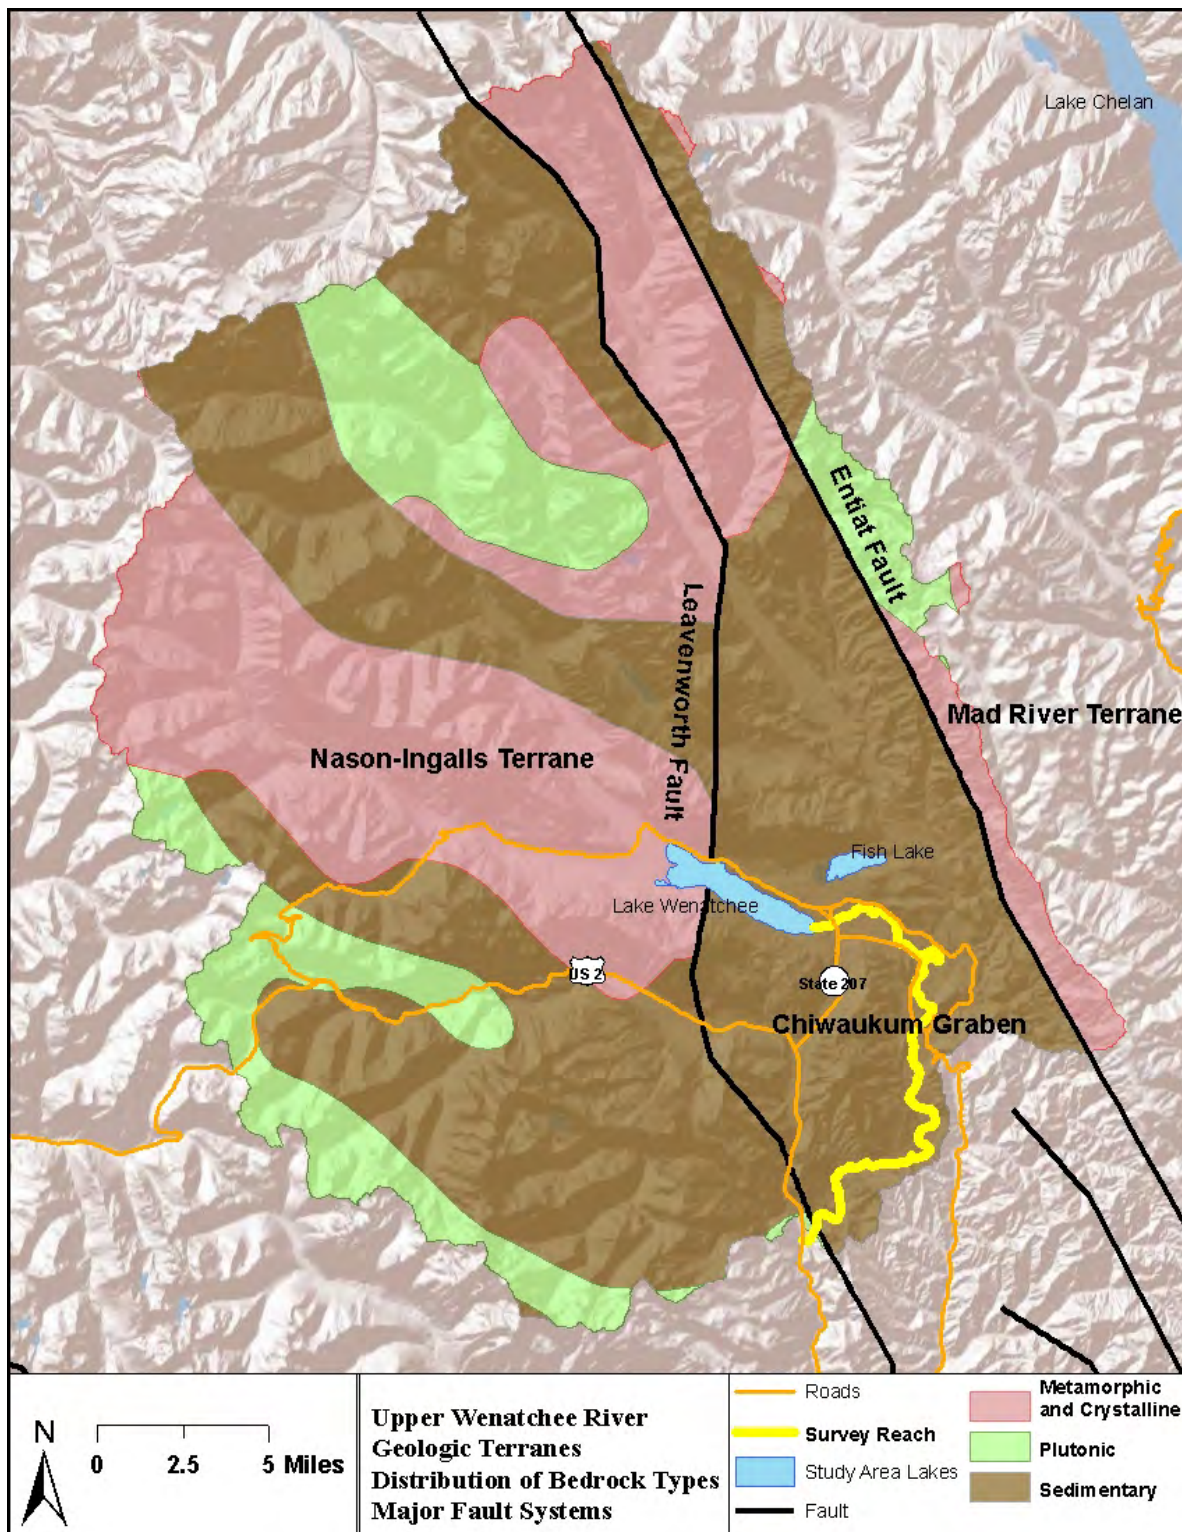 Lake Chelan
Entiat Fault
Leavenworth Fault
Mad River Terrane
Nason-Ingalls Terrane
Fish Lake
Lake Wenatchee
US 2
State 207
Chiwaukum Graben
N
0 2.5 5 Miles
Upper Wenatchee River
Geologic Terranes
Distribution of Bedrock Types
Major Fault Systems
Roads
Survey Reach
Study Area Lakes
Fault
Metamorphic
and Crystalline
Plutonic
Sedimentary